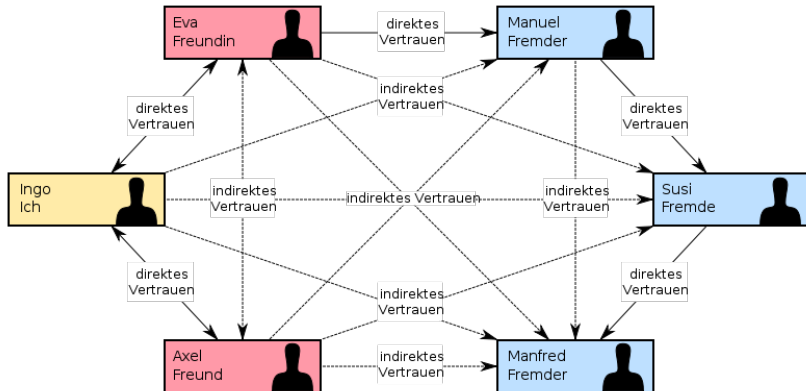 Eva
Freundin
direktes
Vertrauen
Manuel
Fremder
indirektes
Vertrauen
direktes
Vertrauen
direktes
Vertrauen
Ingo
Ich
indirektes
Vertrauen
indirektes Vertrauen
indirektes
Vertrauen
Susi
Fremde
direktes
Vertrauen
indirektes
Vertrauen
direktes
Vertrauen
Axel
Freund
indirektes
Vertrauen
Manfred
Fremder